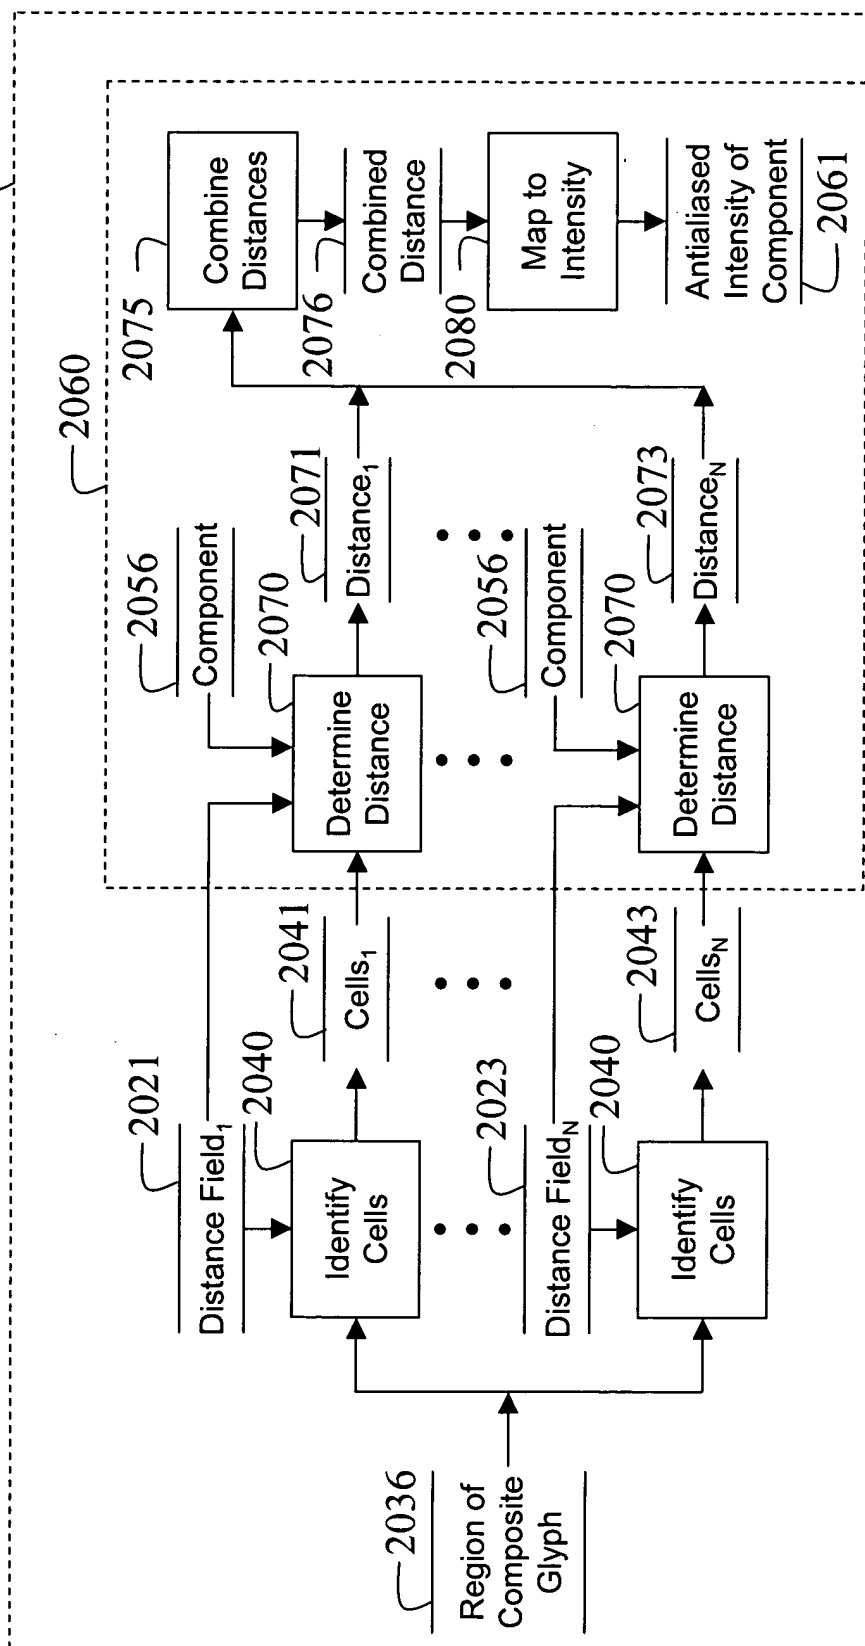 2036
Region of
Composite
Glyph
2021
Distance Field1
2040
Identify
Cells
2041
Cells1
2056
Component
2070
Determine
Distance
2071
Distance1
2023
Distance FieldN
2040
Identify
Cells
2043
CellsN
2056
Component
2070
Determine
Distance
2073
DistanceN
2060
2075
Combine
Distances
2076
Combined
Distance
2080
Map to
Intensity
Antialiased
Intensity of
Component
2061